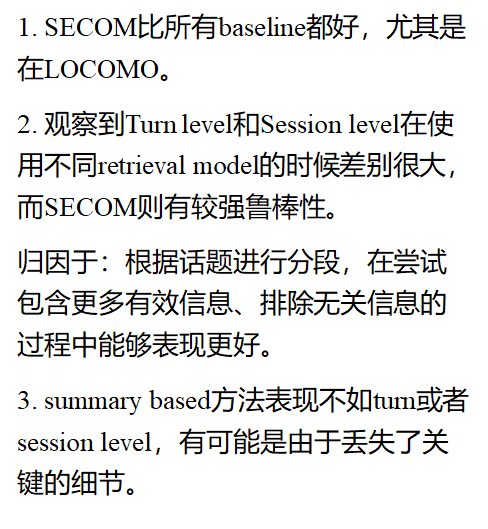 1. SECOM比所有baseline都好，尤其是
在LOCOMO。
2. 观察到Turn level和Session level在使
用不同retrieval model的时候差别很大，
而SECOM则有较强鲁棒性。
归因于：根据话题进行分段，在尝试
包含更多有效信息、排除无关信息的
过程中能够表现更好。
3. summary based方法表现不如turn或者
session level，有可能是由于丢失了关
键的细节。